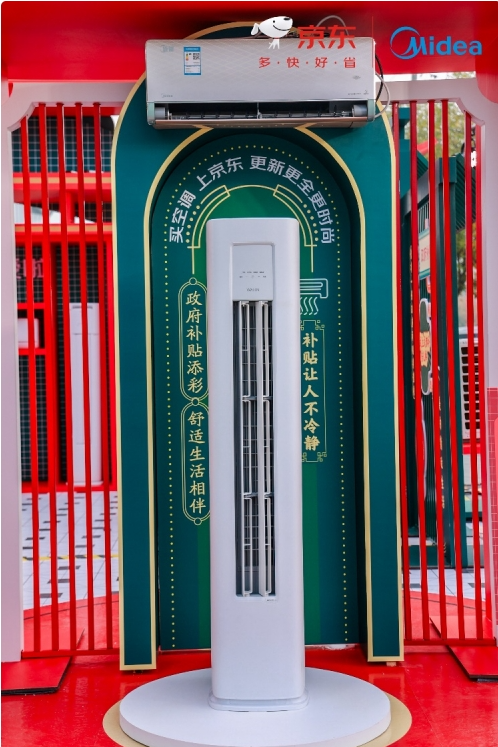 京东
Midea
多·快·好·省
买空调 上京东 更新更全更时尚
政府补贴添彩
舒适生活相伴
补贴让人不冷静